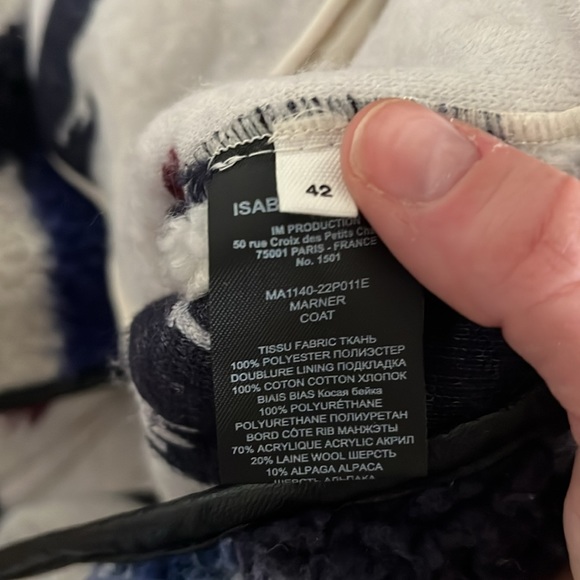 42
ISAB
IM PRODUCTION
50 rue Croix des Petits Ch
75001 PARIS - FRANCE
No. 1501
MA1140-22P011E
MARNER
COAT
TISSU FABRIC ТКАНЬ
100% POLYESTER ПОЛИЭСТЕР
DOUBLURE LINING ПОДКЛАДКА
100% COTON COTTON ХЛОПОК
BIAIS BIAS Косая бейка
100% POLYURÉTHANE
POLYURETHANE ПОЛИУРЕТАН
BORD CÔTE RIB МАНЖЕТЫ
70% ACRYLIQUE ACRYLIC АКРИЛ
20% LAINE WOOL ШЕРСТЬ
10% ALPAGA ALPACA
ШЕРСТЬ АЛЬПАКА